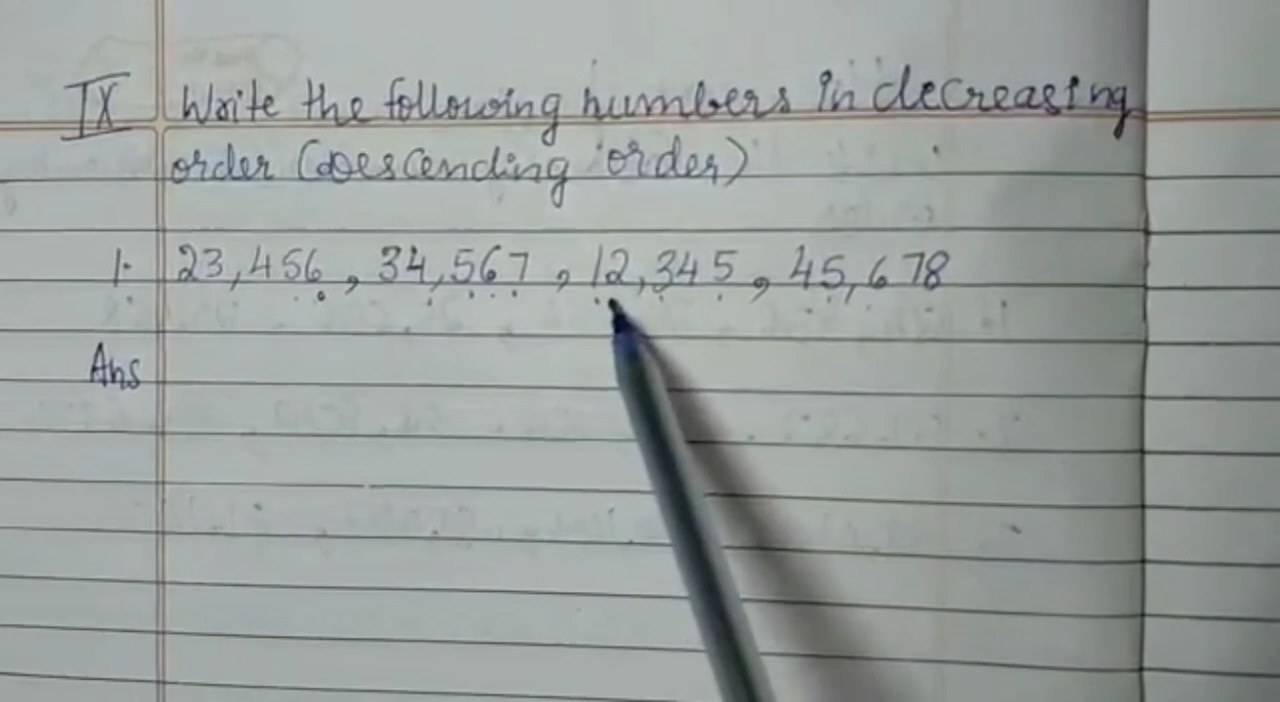 IX Write the following numbers in decreasing
order (Descending order)
1. 23,456, 34,567, 12,345, 45,678
Ans